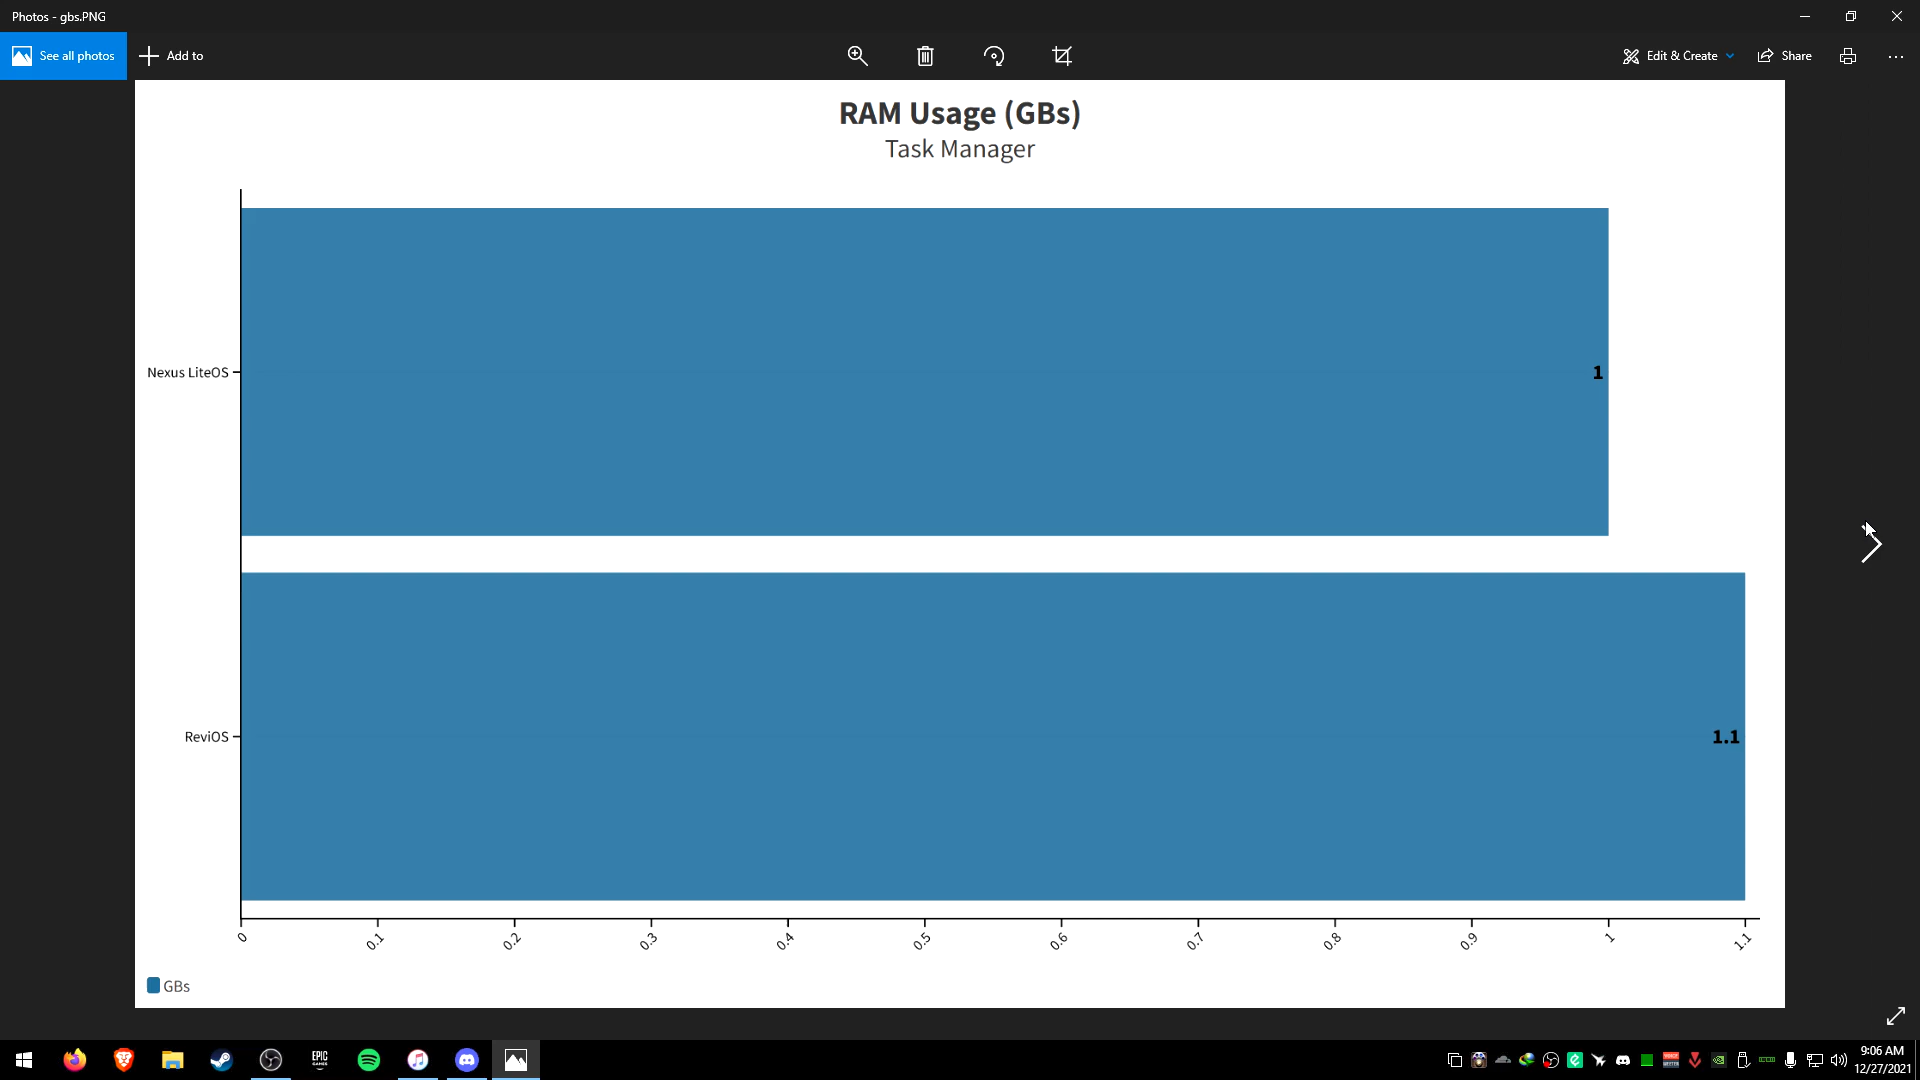 Photos - gbs.PNG
See all photos
Add to
Edit & Create
Share
RAM Usage (GBs)
Task Manager
Nexus LiteOS
1
ReviOS
1.1
0
0.1
0.2
0.3
0.4
0.5
0.6
0.7
0.8
0.9
1
1.1
GBs
EPIC
GAMES
9:06 AM
12/27/2021